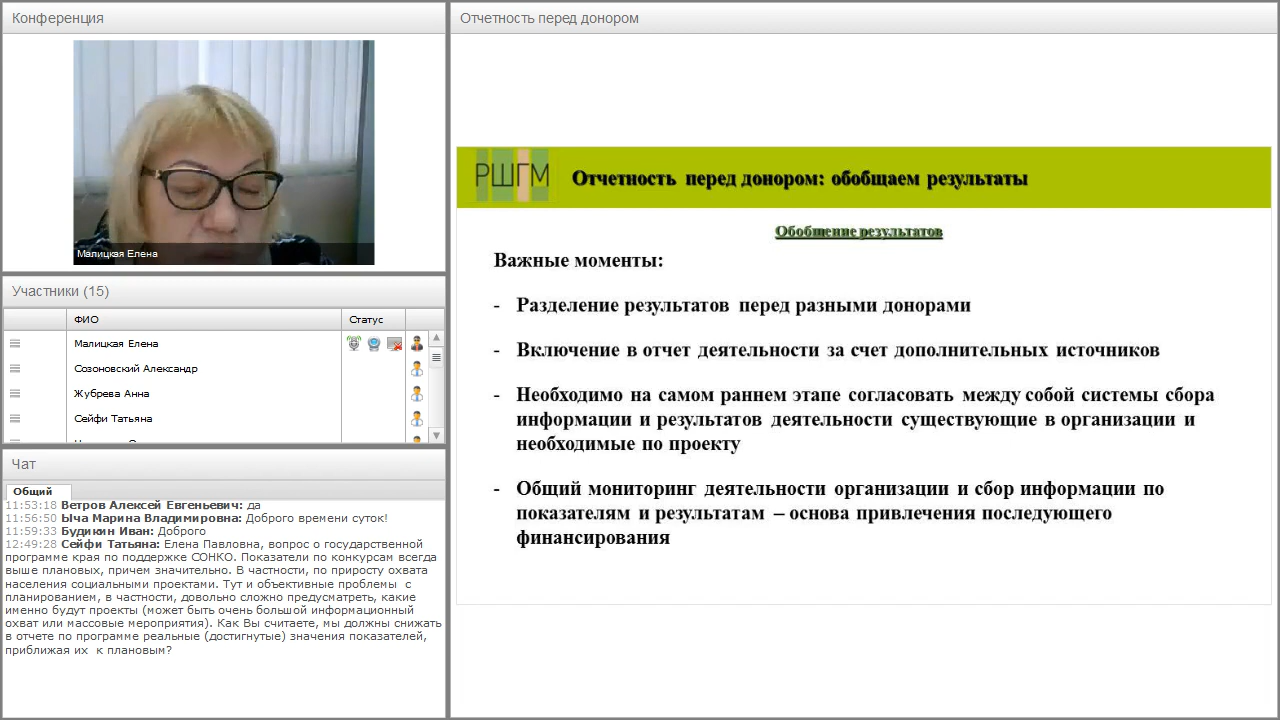 Конференция
Малицкая Елена
Участники (15)
ФИО
Статус
Малицкая Елена
Созоновский Александр
Жубрева Анна
Сейфи Татьяна
Чат
Общий
11:53:18 Ветров Алексей Евгеньевич: да
11:56:50 Ыча Марина Владимировна: Доброго времени суток!
11:59:33 Будикин Иван: Доброго
12:49:28 Сейфи Татьяна: Елена Павловна, вопрос о государственной
программе края по поддержке СОНКО. Показатели по конкурсам всегда
выше плановых, причем значительно. В частности, по приросту охвата
населения социальными проектами. Тут и объективные проблемы с
планированием, в частности, довольно сложно предусмотреть, какие
именно будут проекты (может быть очень большой информационный
охват или массовые мероприятия). Как Вы считаете, мы должны снижать
в отчете по программе реальные (достигнутые) значения показателей,
приближая их к плановым?
Отчетность перед донором
РШГМ
Отчетность перед донором: обобщаем результаты
Обобщение результатов
Важные моменты:
- Разделение результатов перед разными донорами
- Включение в отчет деятельности за счет дополнительных источников
- Необходимо на самом раннем этапе согласовать между собой системы сбора
информации и результатов деятельности существующие в организации и
необходимые по проекту
- Общий мониторинг деятельности организации и сбор информации по
показателям и результатам – основа привлечения последующего
финансирования